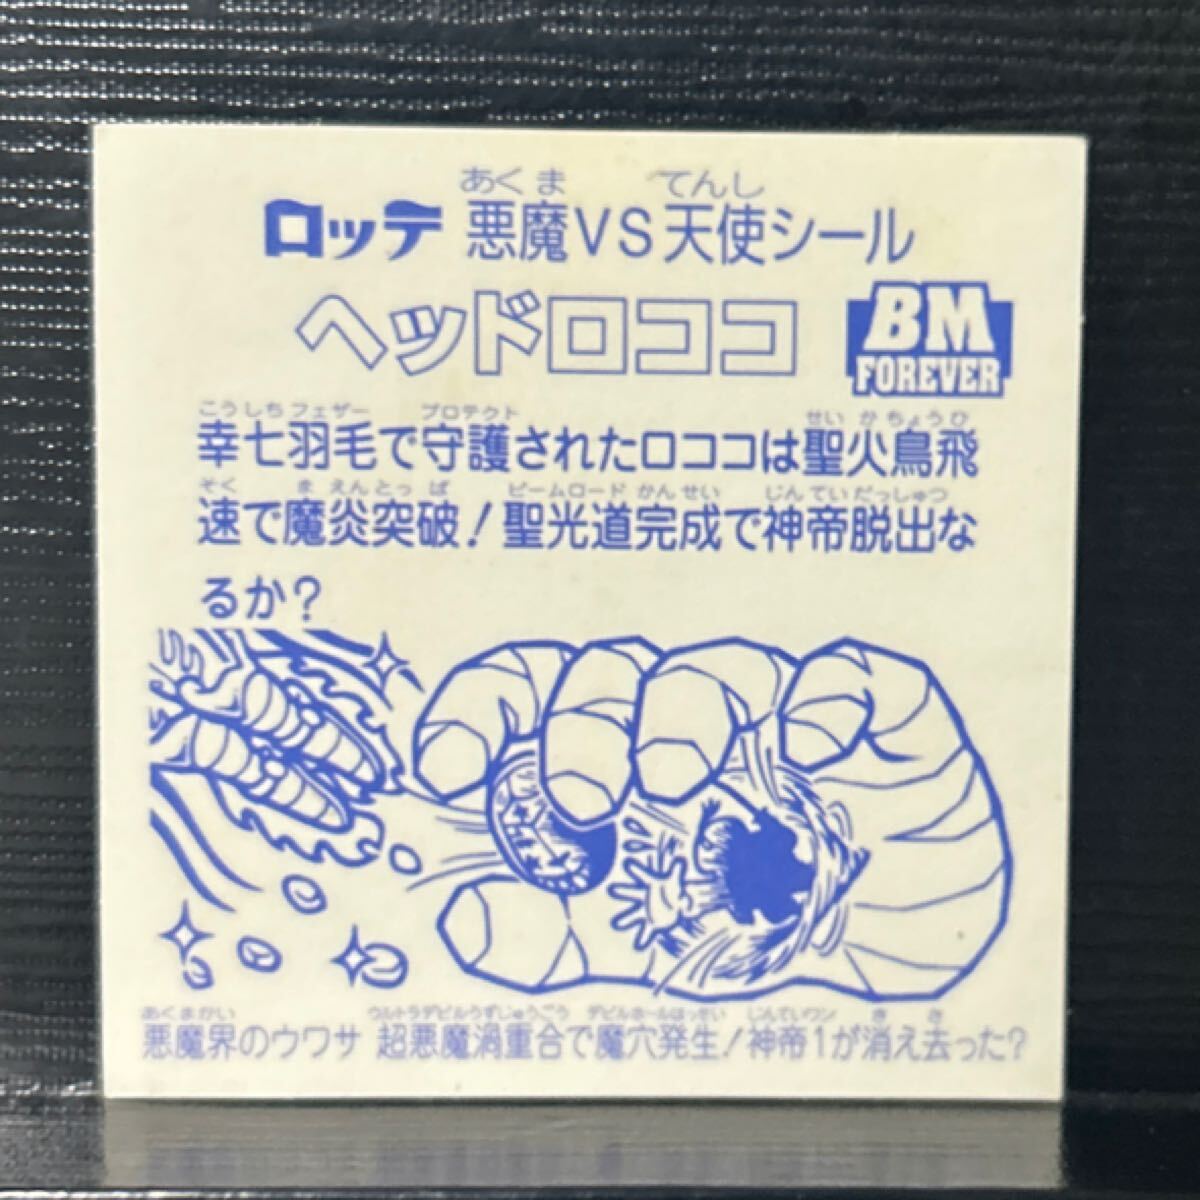 あくま てんし
ロッテ 悪魔VS天使シール
ヘッドロココ
BM
FOREVER
こうしちフェザー プロテクト せいかちょうひ
幸七羽毛で守護されたロココは聖火鳥飛
そく まえんとっぱ ビームロード かんせい じんていだっしゅつ
速で魔炎突破!聖光道完成で神帝脱出な
るか?
あくまかい ウルトラデビルうずじゅうごう デビルホールはっせい じんていワン きさ
悪魔界のウワサ 超悪魔渦重合で魔穴発生!神帝1が消え去った?